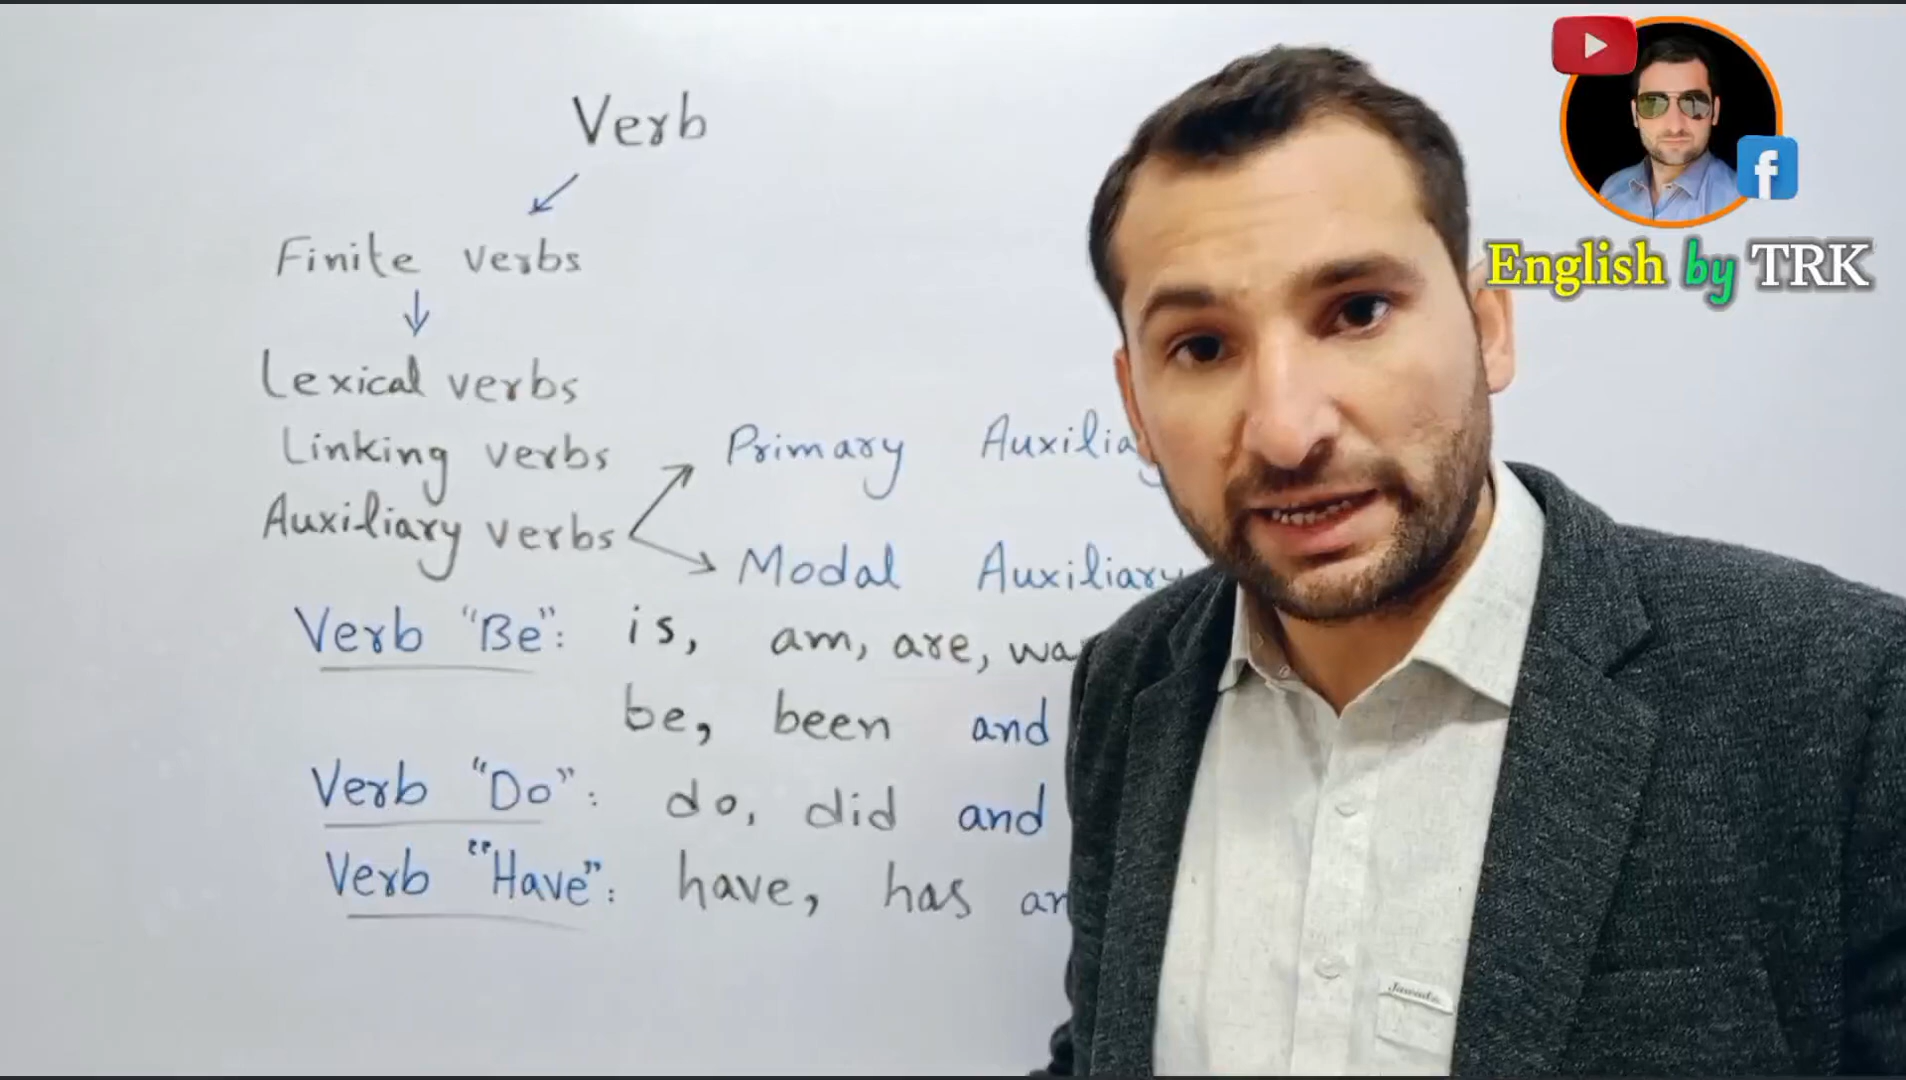 Verb
Finite verbs
Lexical verbs
Linking verbs
Auxiliary verbs
Primary
Modal Auxiliary
Verb "Be": is, am, are,
be, been and
Verb "Do": do, did and
Verb "Have": have, has
English by TRK